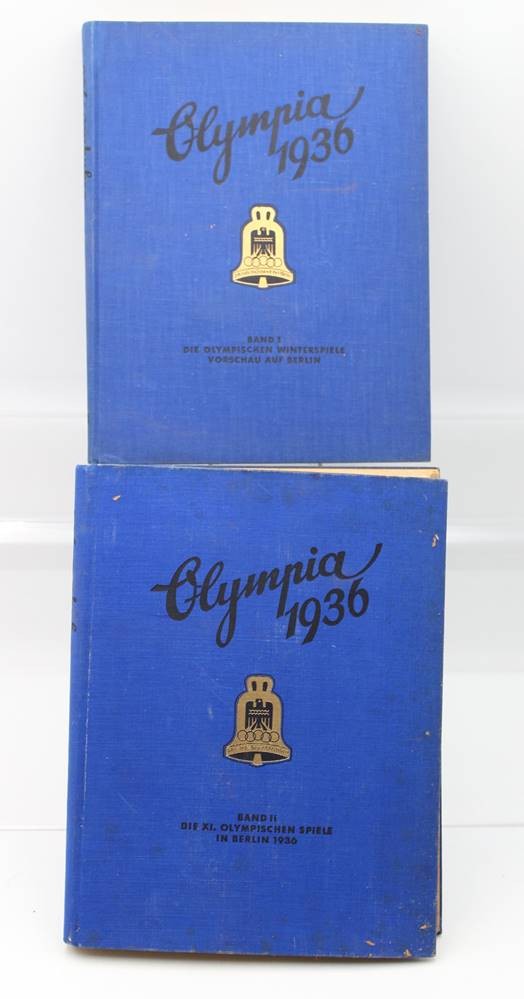 Olympia
1936
BAND I
DIE OLYMPISCHEN WINTERSPIELE
VORSCHAU AUF BERLIN
Olympia
1936
BAND II
DIE XI. OLYMPISCHEN SPIELE
IN BERLIN 1936